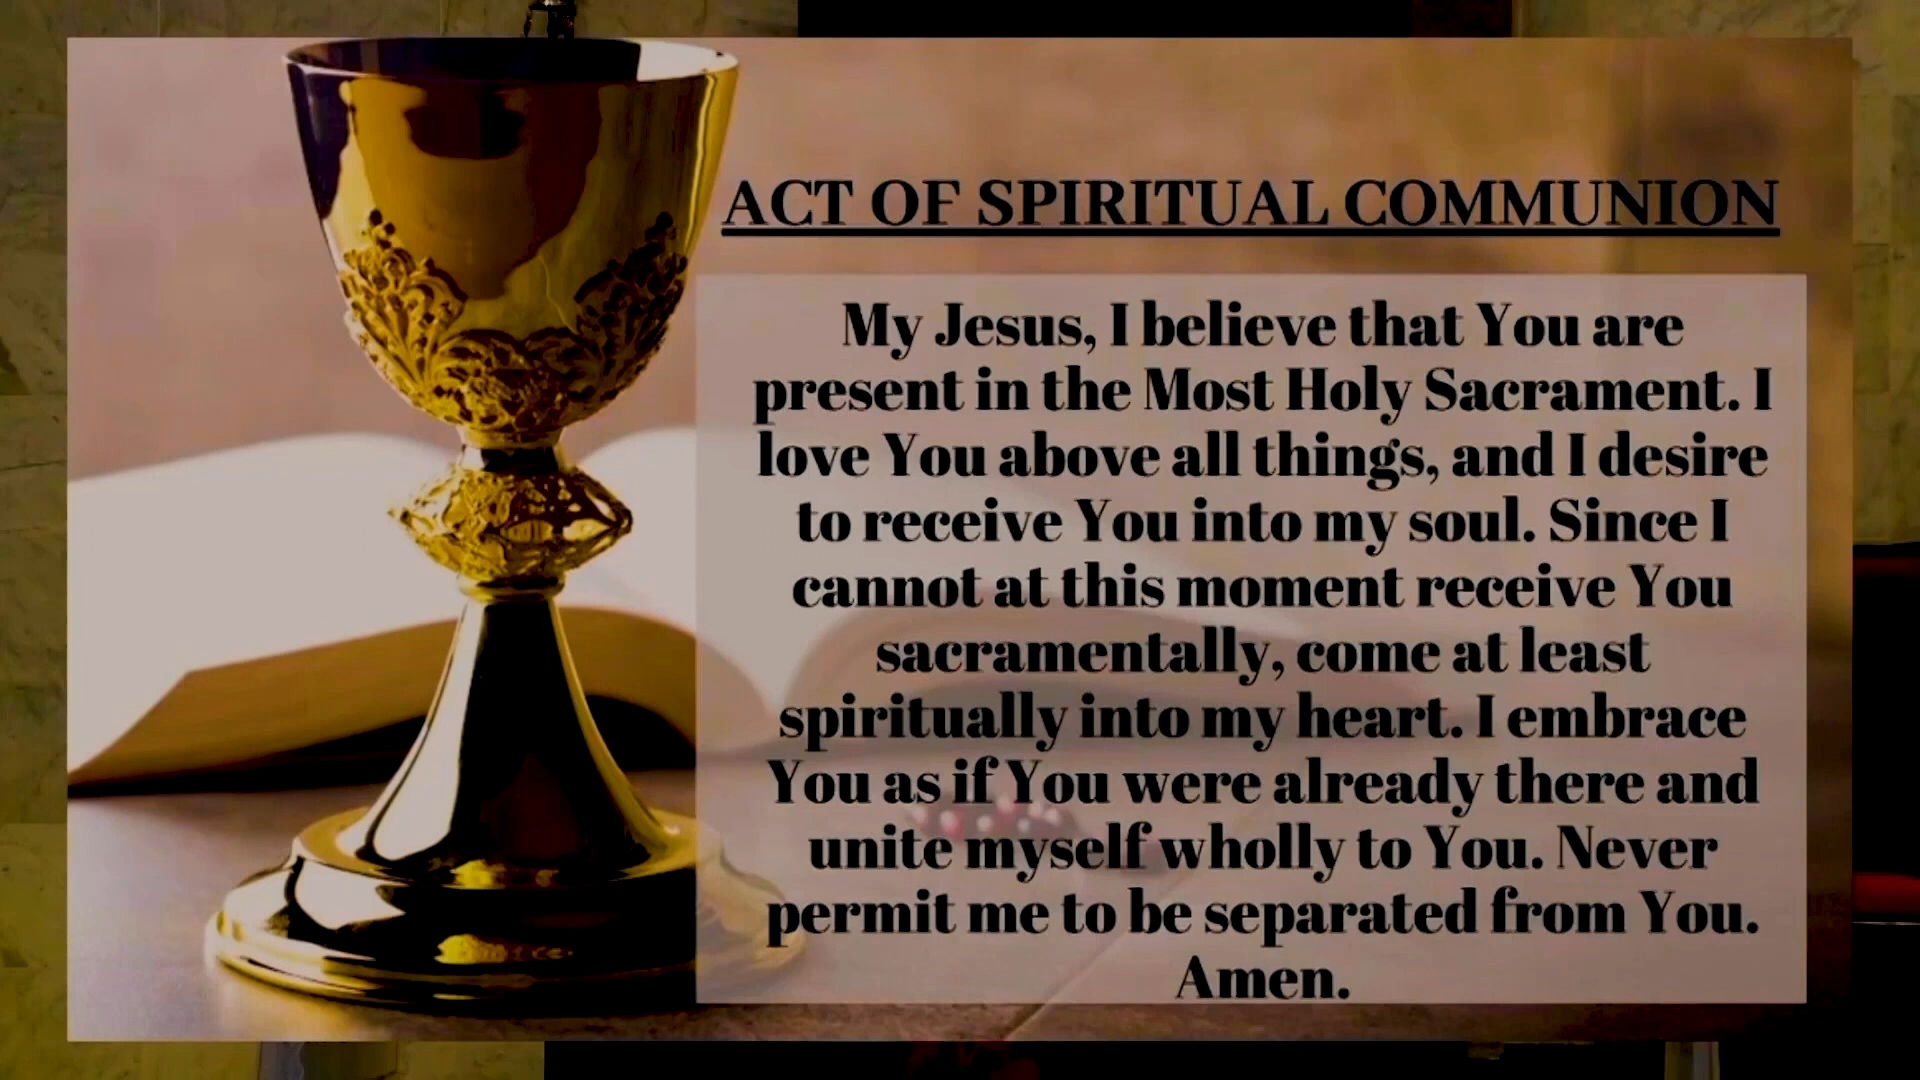 ACT OF SPIRITUAL COMMUNION
My Jesus, I believe that You are
present in the Most Holy Sacrament. I
love You above all things, and I desire
to receive You into my soul. Since I
cannot at this moment receive You
sacramentally, come at least
spiritually into my heart. I embrace
You as if You were already there and
unite myself wholly to You. Never
permit me to be separated from You.
Amen.